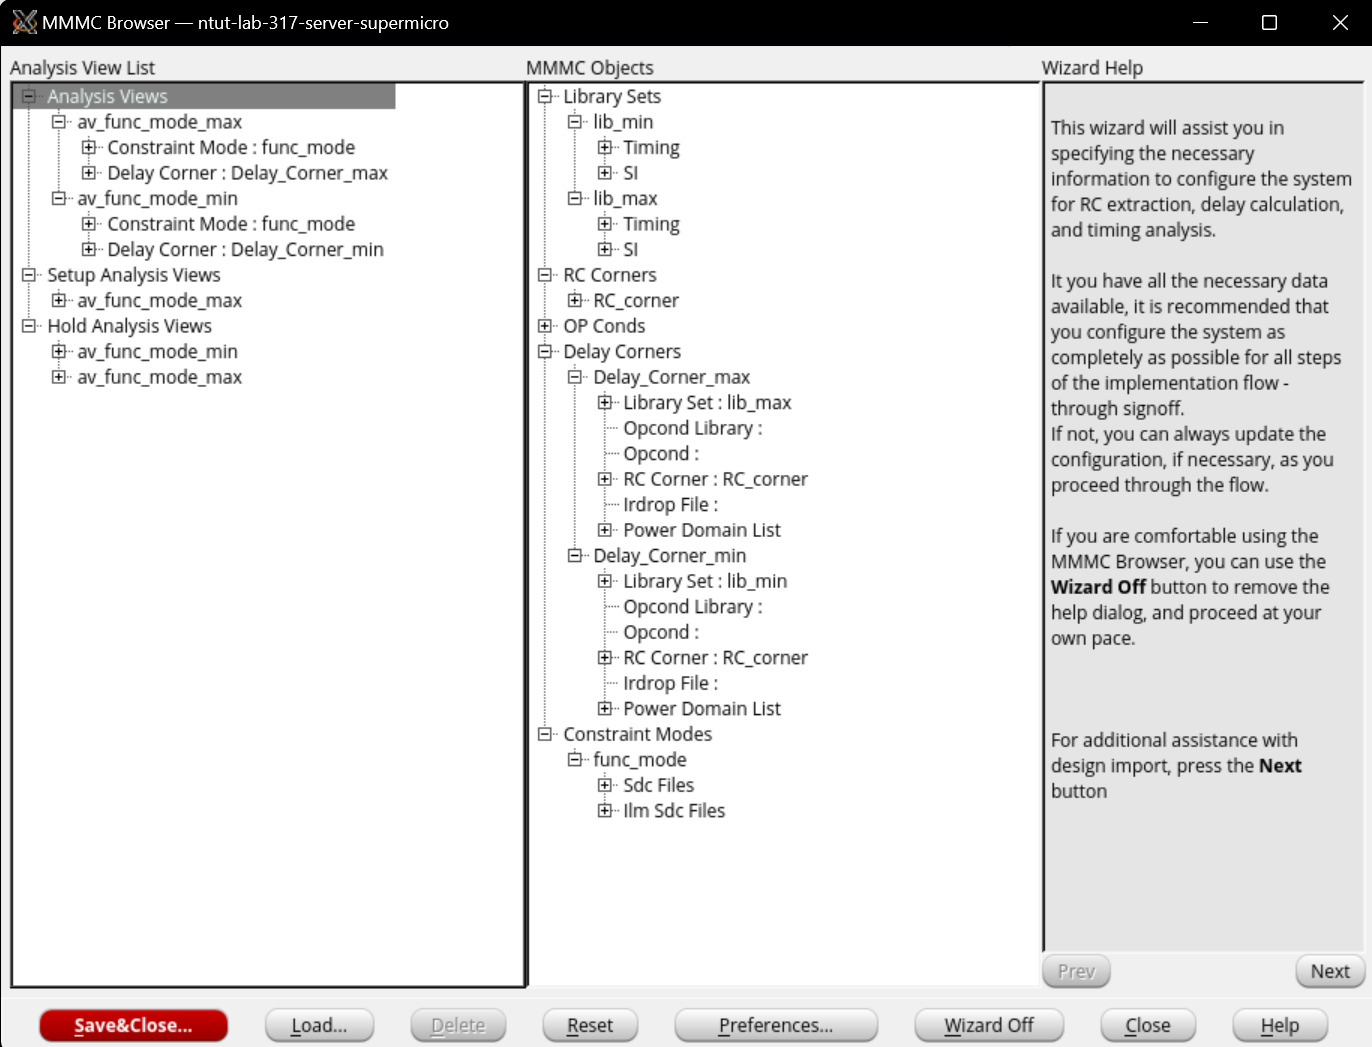 MMMC Browser — ntut-lab-317-server-supermicro
Analysis View List
Analysis Views
av_func_mode_max
Constraint Mode : func_mode
Delay Corner : Delay_Corner_max
av_func_mode_min
Constraint Mode : func_mode
Delay Corner : Delay_Corner_min
Setup Analysis Views
av_func_mode_max
Hold Analysis Views
av_func_mode_min
av_func_mode_max
MMMC Objects
Library Sets
lib_min
Timing
SI
lib_max
Timing
SI
RC Corners
RC_corner
OP Conds
Delay Corners
Delay_Corner_max
Library Set : lib_max
Opcond Library :
Opcond :
RC Corner : RC_corner
Irdrop File :
Power Domain List
Delay_Corner_min
Library Set : lib_min
Opcond Library :
Opcond :
RC Corner : RC_corner
Irdrop File :
Power Domain List
Constraint Modes
func_mode
Sdc Files
Ilm Sdc Files
Wizard Help
This wizard will assist you in
specifying the necessary
information to configure the system
for RC extraction, delay calculation,
and timing analysis.
It you have all the necessary data
available, it is recommended that
you configure the system as
completely as possible for all steps
of the implementation flow -
through signoff.
If not, you can always update the
configuration, if necessary, as you
proceed through the flow.
If you are comfortable using the
MMMC Browser, you can use the
Wizard Off button to remove the
help dialog, and proceed at your
own pace.
For additional assistance with
design import, press the Next
button
Prev
Next
Save&Close...
Load...
Delete
Reset
Preferences...
Wizard Off
Close
Help